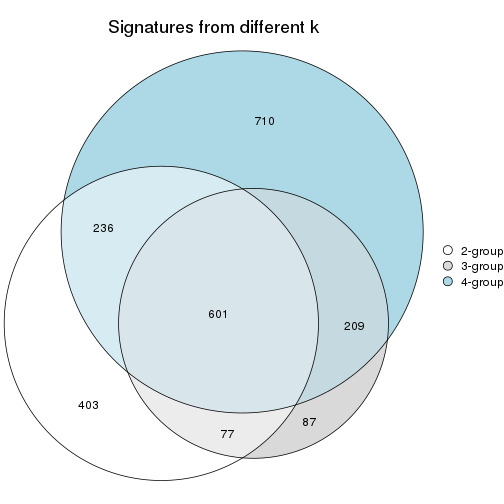 Signatures from different k
710
236
601
209
403
77
87
2-group
3-group
4-group